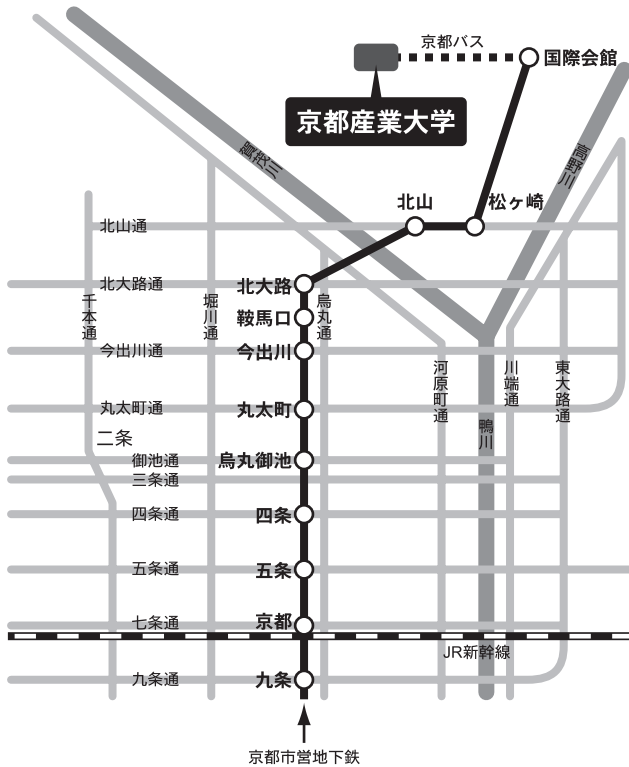 京都バス
国際会館
京都産業大学
賀茂川
高野川
北山
松ヶ崎
北山通
北大路通
北大路
千本通
堀川通
烏丸通
鞍馬口
今出川通
今出川
河原町通
川端通
東大路通
丸太町通
丸太町
鴨川
二条
御池通
烏丸御池
三条通
四条通
四条
五条通
五条
七条通
京都
JR新幹線
九条通
九条
京都市営地下鉄